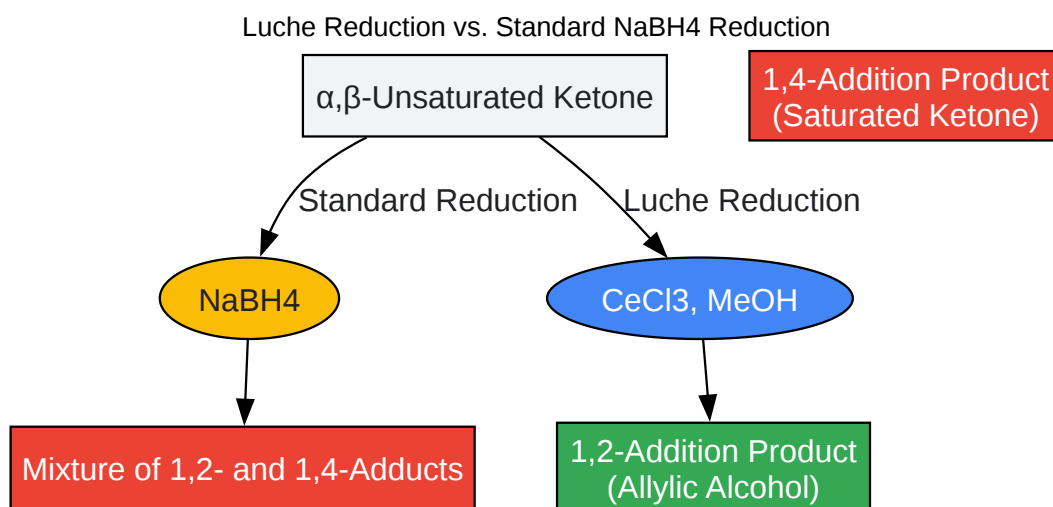 Luche Reduction vs. Standard NaBH4 Reduction
α,β-Unsaturated Ketone
1,4-Addition Product
(Saturated Ketone)
Standard Reduction
Luche Reduction
NaBH4
CeCl3, MeOH
Mixture of 1,2- and 1,4-Adducts
1,2-Addition Product
(Allylic Alcohol)